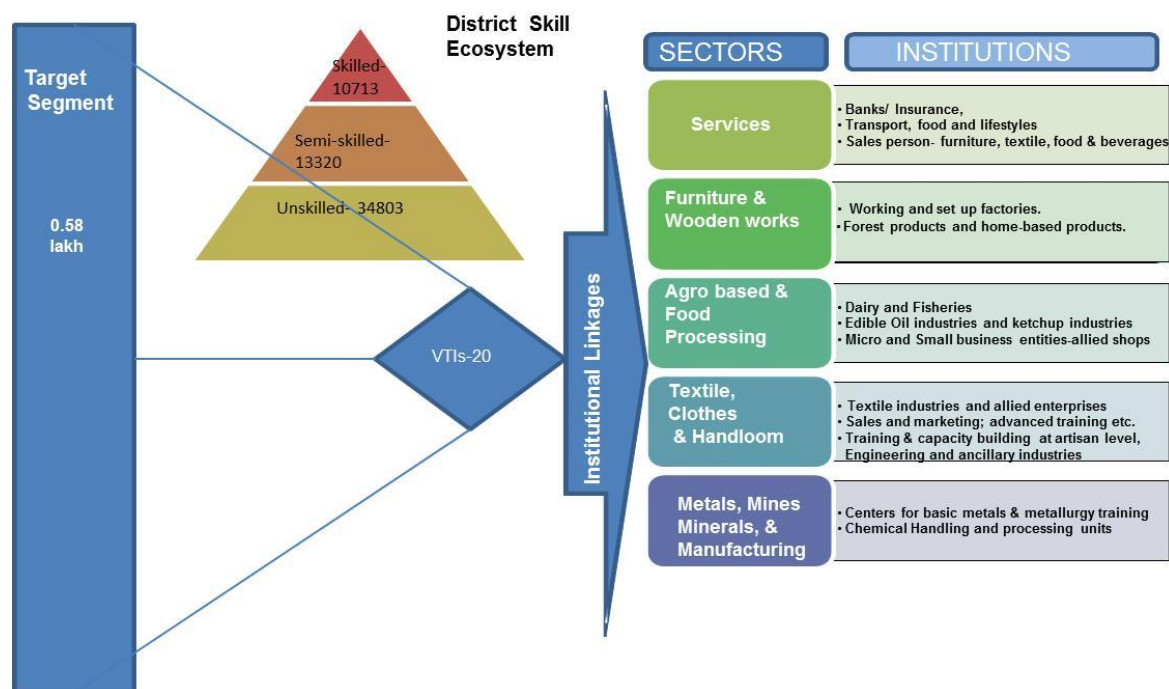 District Skill
Ecosystem
Target
Segment
0.58
lakh
Skilled-
10713
Semi-skilled-
13320
Unskilled- 34803
VTIs-20
Institutional Linkages
SECTORS
INSTITUTIONS
Services
• Banks/ Insurance,
• Transport, food and lifestyles
• Sales person- furniture, textile, food & beverages
Furniture &
Wooden works
• Working and set up factories.
• Forest products and home-based products.
Agro based &
Food
Processing
• Dairy and Fisheries
• Edible Oil industries and ketchup industries
• Micro and Small business entities-allied shops
Textile,
Clothes
& Handloom
• Textile industries and allied enterprises
• Sales and marketing; advanced training etc.
• Training & capacity building at artisan level,
Engineering and ancillary industries
Metals, Mines
Minerals, &
Manufacturing
• Centers for basic metals & metallurgy training
• Chemical Handling and processing units